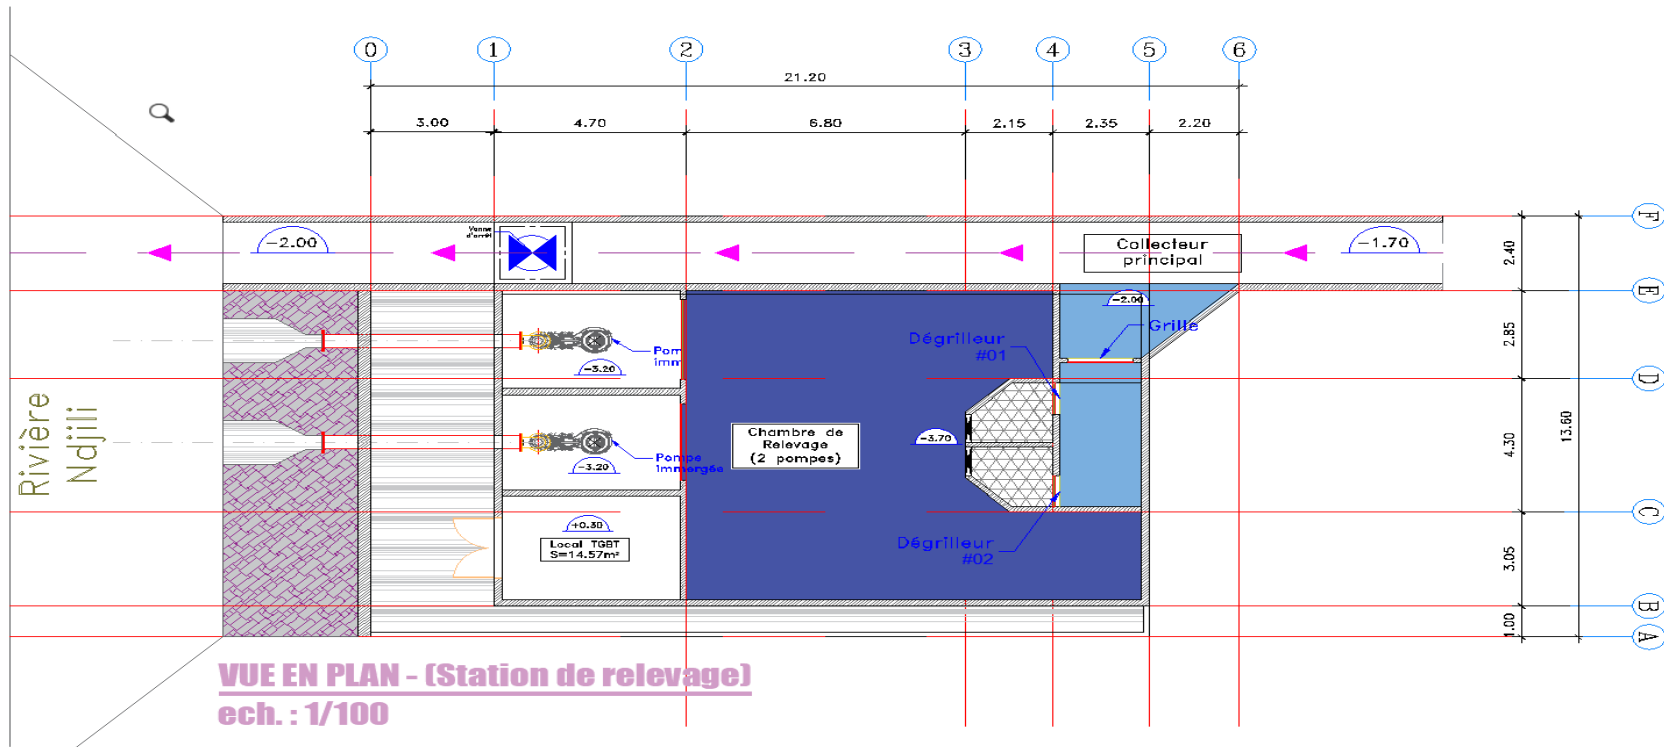 0 1 2 3 4 5 6
21.20
3.00 4.70 6.80 2.15 2.35 2.20
F
Vanne
d'arrêt
-2.00
Collecteur
principal
-1.70
2.40
E
-2.00
Grille
Dégrilleur
#01
2.85
Pom
imm
-3.20
D
Rivière
Ndjili
Chambre de
Relevage
(2 pompes)
-3.70
4.30
13.60
Pompe
immergée
-3.20
C
+0.30
Local TGBT
S=14.57m²
Dégrilleur
#02
3.05
B
1.00
A
VUE EN PLAN - (Station de relevage)
ech. : 1/100